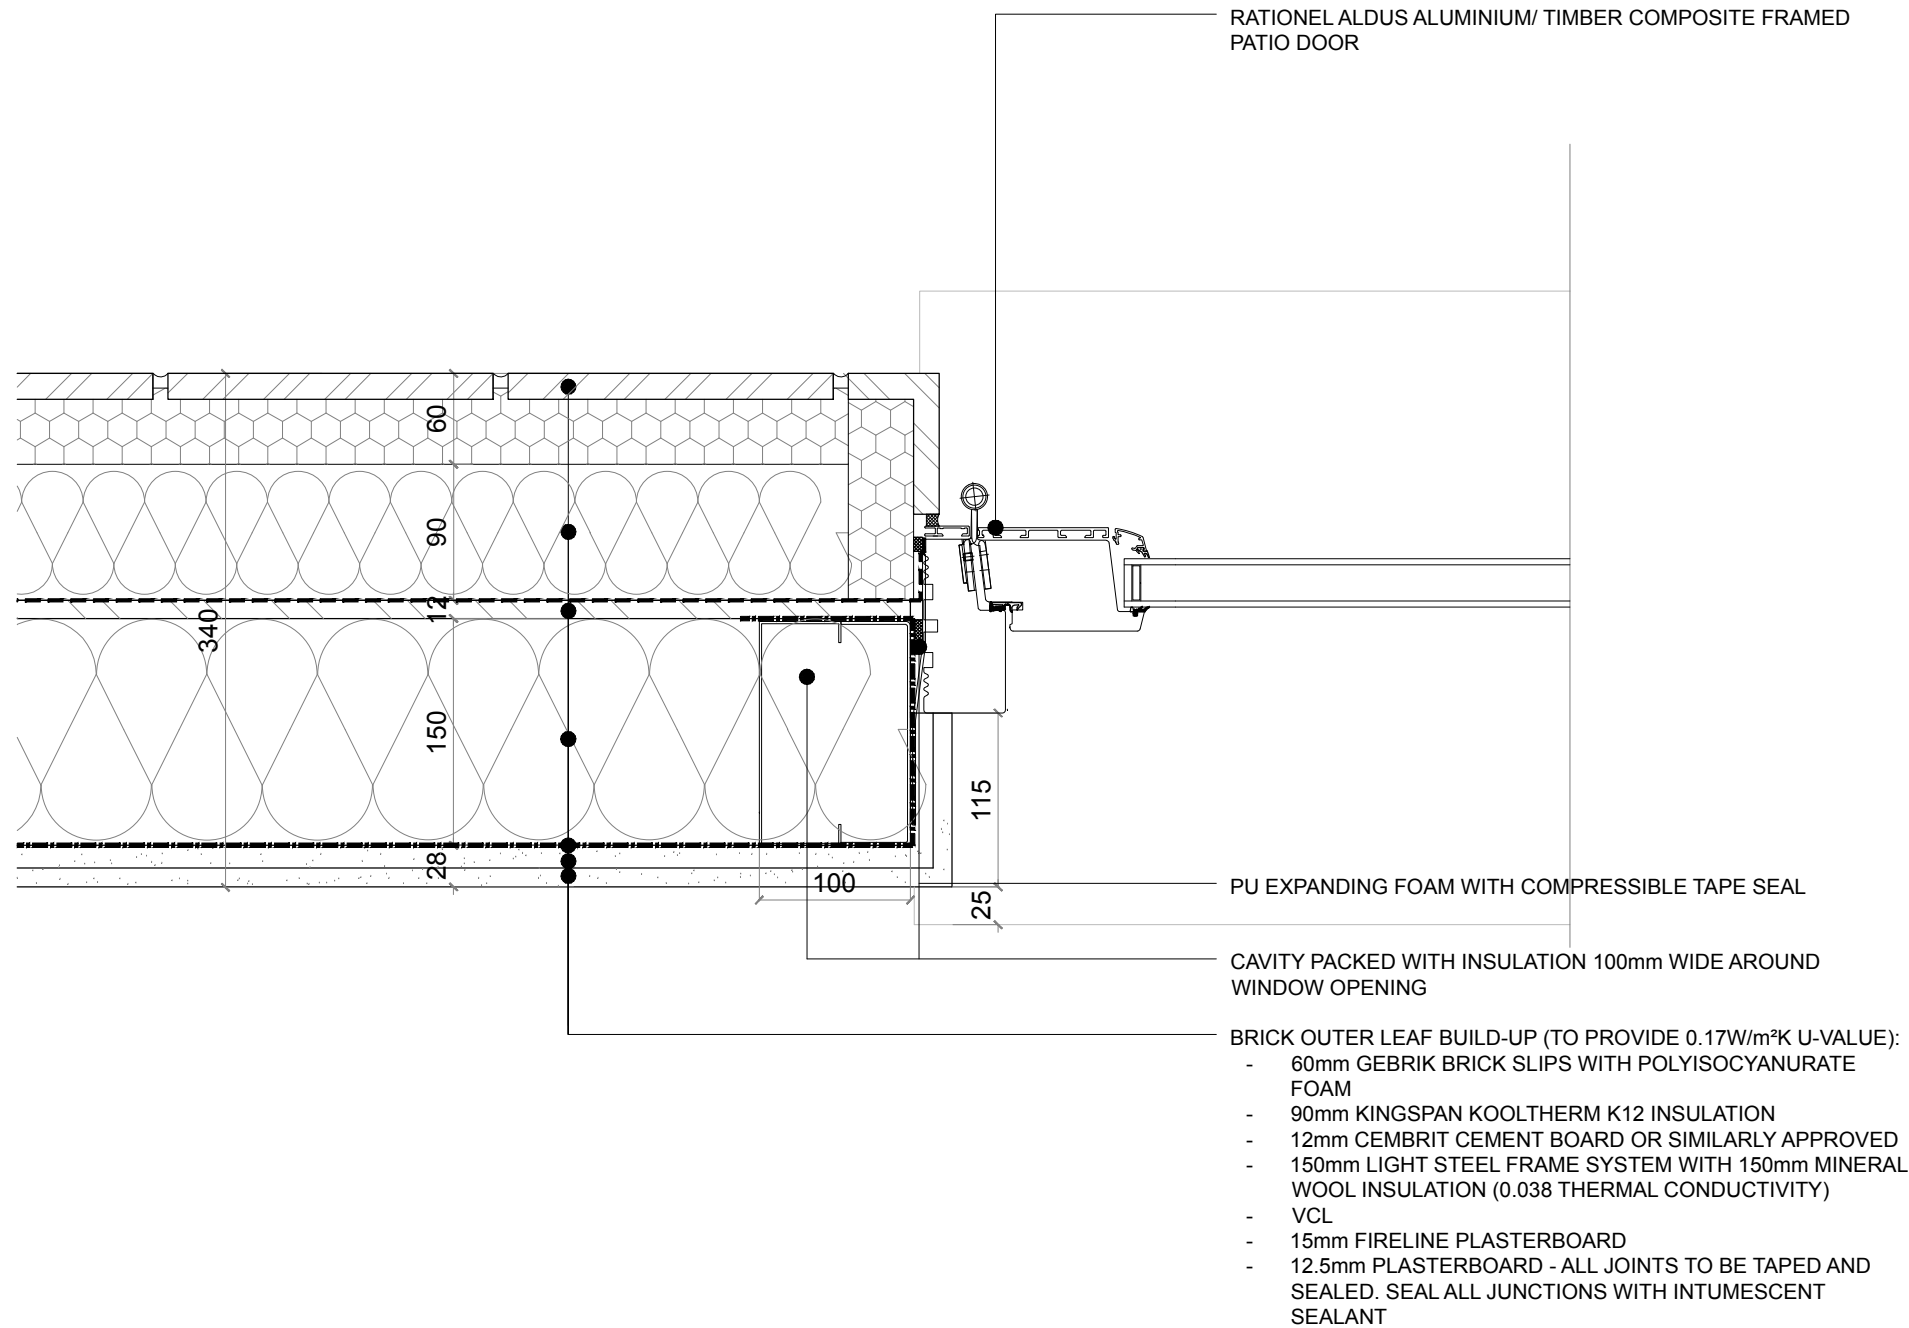 RATIONEL ALDUS ALUMINIUM/ TIMBER COMPOSITE FRAMED
PATIO DOOR
60
90
12
340
150
28
115
100
25
PU EXPANDING FOAM WITH COMPRESSIBLE TAPE SEAL
CAVITY PACKED WITH INSULATION 100mm WIDE AROUND
WINDOW OPENING
BRICK OUTER LEAF BUILD-UP (TO PROVIDE 0.17W/m²K U-VALUE):
- 60mm GEBRIK BRICK SLIPS WITH POLYISOCYANURATE
FOAM
- 90mm KINGSPAN KOOLTHERM K12 INSULATION
- 12mm CEMBRIT CEMENT BOARD OR SIMILARLY APPROVED
- 150mm LIGHT STEEL FRAME SYSTEM WITH 150mm MINERAL
WOOL INSULATION (0.038 THERMAL CONDUCTIVITY)
- VCL
- 15mm FIRELINE PLASTERBOARD
- 12.5mm PLASTERBOARD - ALL JOINTS TO BE TAPED AND
SEALED. SEAL ALL JUNCTIONS WITH INTUMESCENT
SEALANT